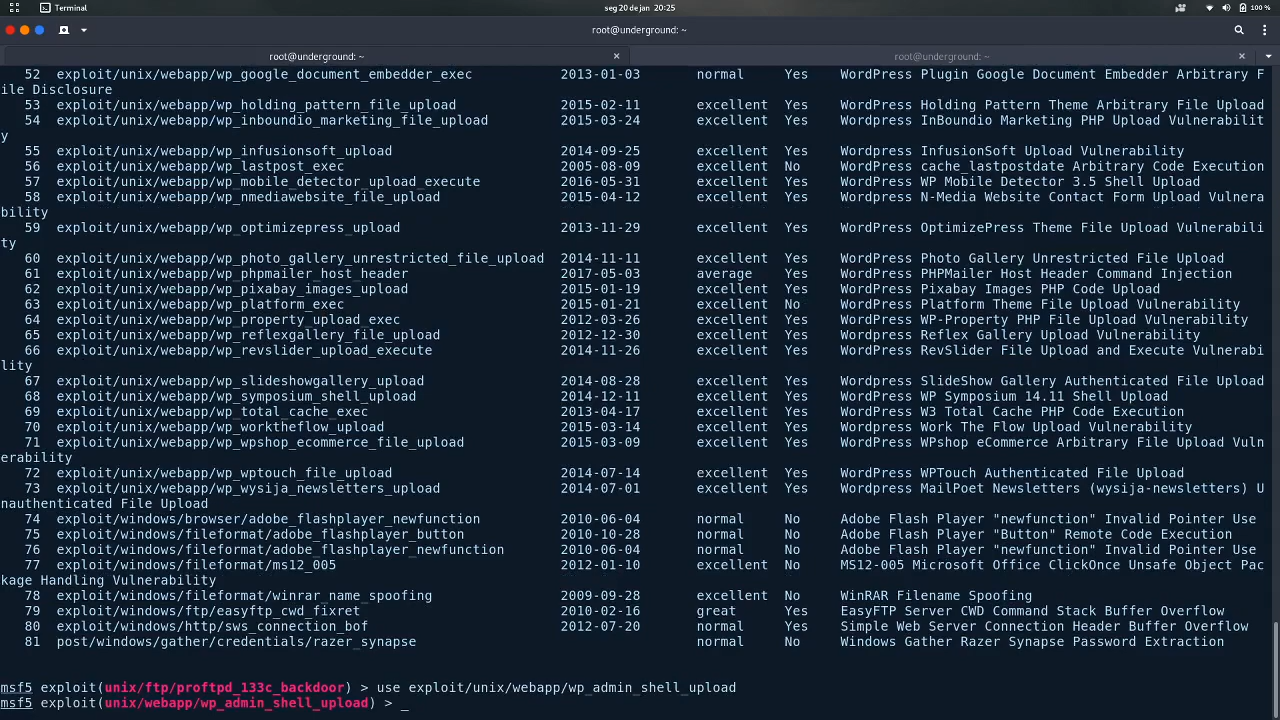 Terminal
seg 20 de jan  20:25
100 %
root@underground: ~
root@underground: ~
root@underground: ~
52  exploit/unix/webapp/wp_google_document_embedder_exec  2013-01-03  normal  Yes  WordPress Plugin Google Document Embedder Arbitrary F
ile Disclosure
53  exploit/unix/webapp/wp_holding_pattern_file_upload  2015-02-11  excellent  Yes  WordPress Holding Pattern Theme Arbitrary File Upload
54  exploit/unix/webapp/wp_inboundio_marketing_file_upload  2015-03-24  excellent  Yes  Wordpress InBoundio Marketing PHP Upload Vulnerabilit
y
55  exploit/unix/webapp/wp_infusionsoft_upload  2014-09-25  excellent  Yes  Wordpress InfusionSoft Upload Vulnerability
56  exploit/unix/webapp/wp_lastpost_exec  2005-08-09  excellent  No  WordPress cache_lastpostdate Arbitrary Code Execution
57  exploit/unix/webapp/wp_mobile_detector_upload_execute  2016-05-31  excellent  Yes  WordPress WP Mobile Detector 3.5 Shell Upload
58  exploit/unix/webapp/wp_nmediawebsite_file_upload  2015-04-12  excellent  Yes  Wordpress N-Media Website Contact Form Upload Vulnera
bility
59  exploit/unix/webapp/wp_optimizepress_upload  2013-11-29  excellent  Yes  WordPress OptimizePress Theme File Upload Vulnerabili
ty
60  exploit/unix/webapp/wp_photo_gallery_unrestricted_file_upload  2014-11-11  excellent  Yes  WordPress Photo Gallery Unrestricted File Upload
61  exploit/unix/webapp/wp_phpmailer_host_header  2017-05-03  average  Yes  WordPress PHPMailer Host Header Command Injection
62  exploit/unix/webapp/wp_pixabay_images_upload  2015-01-19  excellent  Yes  WordPress Pixabay Images PHP Code Upload
63  exploit/unix/webapp/wp_platform_exec  2015-01-21  excellent  No  WordPress Platform Theme File Upload Vulnerability
64  exploit/unix/webapp/wp_property_upload_exec  2012-03-26  excellent  Yes  WordPress WP-Property PHP File Upload Vulnerability
65  exploit/unix/webapp/wp_reflexgallery_file_upload  2012-12-30  excellent  Yes  Wordpress Reflex Gallery Upload Vulnerability
66  exploit/unix/webapp/wp_revslider_upload_execute  2014-11-26  excellent  Yes  WordPress RevSlider File Upload and Execute Vulnerabi
lity
67  exploit/unix/webapp/wp_slideshowgallery_upload  2014-08-28  excellent  Yes  Wordpress SlideShow Gallery Authenticated File Upload
68  exploit/unix/webapp/wp_symposium_shell_upload  2014-12-11  excellent  Yes  WordPress WP Symposium 14.11 Shell Upload
69  exploit/unix/webapp/wp_total_cache_exec  2013-04-17  excellent  Yes  WordPress W3 Total Cache PHP Code Execution
70  exploit/unix/webapp/wp_worktheflow_upload  2015-03-14  excellent  Yes  Wordpress Work The Flow Upload Vulnerability
71  exploit/unix/webapp/wp_wpshop_ecommerce_file_upload  2015-03-09  excellent  Yes  WordPress WPshop eCommerce Arbitrary File Upload Vuln
erability
72  exploit/unix/webapp/wp_wptouch_file_upload  2014-07-14  excellent  Yes  WordPress WPTouch Authenticated File Upload
73  exploit/unix/webapp/wp_wysija_newsletters_upload  2014-07-01  excellent  Yes  WordPress MailPoet Newsletters (wysija-newsletters) U
nauthenticated File Upload
74  exploit/windows/browser/adobe_flashplayer_newfunction  2010-06-04  normal  No  Adobe Flash Player "newfunction" Invalid Pointer Use
75  exploit/windows/fileformat/adobe_flashplayer_button  2010-10-28  normal  No  Adobe Flash Player "Button" Remote Code Execution
76  exploit/windows/fileformat/adobe_flashplayer_newfunction  2010-06-04  normal  No  Adobe Flash Player "newfunction" Invalid Pointer Use
77  exploit/windows/fileformat/ms12_005  2012-01-10  excellent  No  MS12-005 Microsoft Office ClickOnce Unsafe Object Pac
kage Handling Vulnerability
78  exploit/windows/fileformat/winrar_name_spoofing  2009-09-28  excellent  No  WinRAR Filename Spoofing
79  exploit/windows/ftp/easyftp_cwd_fixret  2010-02-16  great  Yes  EasyFTP Server CWD Command Stack Buffer Overflow
80  exploit/windows/http/sws_connection_bof  2012-07-20  normal  Yes  Simple Web Server Connection Header Buffer Overflow
81  post/windows/gather/credentials/razer_synapse  normal  No  Windows Gather Razer Synapse Password Extraction
msf5 exploit(unix/ftp/proftpd_133c_backdoor) > use exploit/unix/webapp/wp_admin_shell_upload
msf5 exploit(unix/webapp/wp_admin_shell_upload) > _